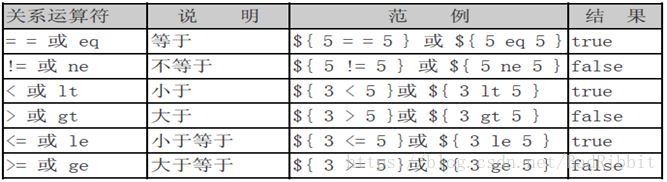 关系运算符 说 明 范 例 结 果
= = 或 eq 等于 ${ 5 = = 5 } 或 ${ 5 eq 5 } true
!= 或 ne 不等于 ${ 5 != 5 } 或 ${ 5 ne 5 } false
< 或 lt 小于 ${ 3 < 5 }或 ${ 3 lt 5 } true
> 或 gt 大于 ${ 3 > 5 }或 ${ 3 gt 5 } false
<= 或 le 小于等于 ${ 3 <= 5 }或 ${ 3 le 5 } true
>= 或 ge 大于等于 ${ 3 >= 5 }或 ${ 3 ge 5 } false